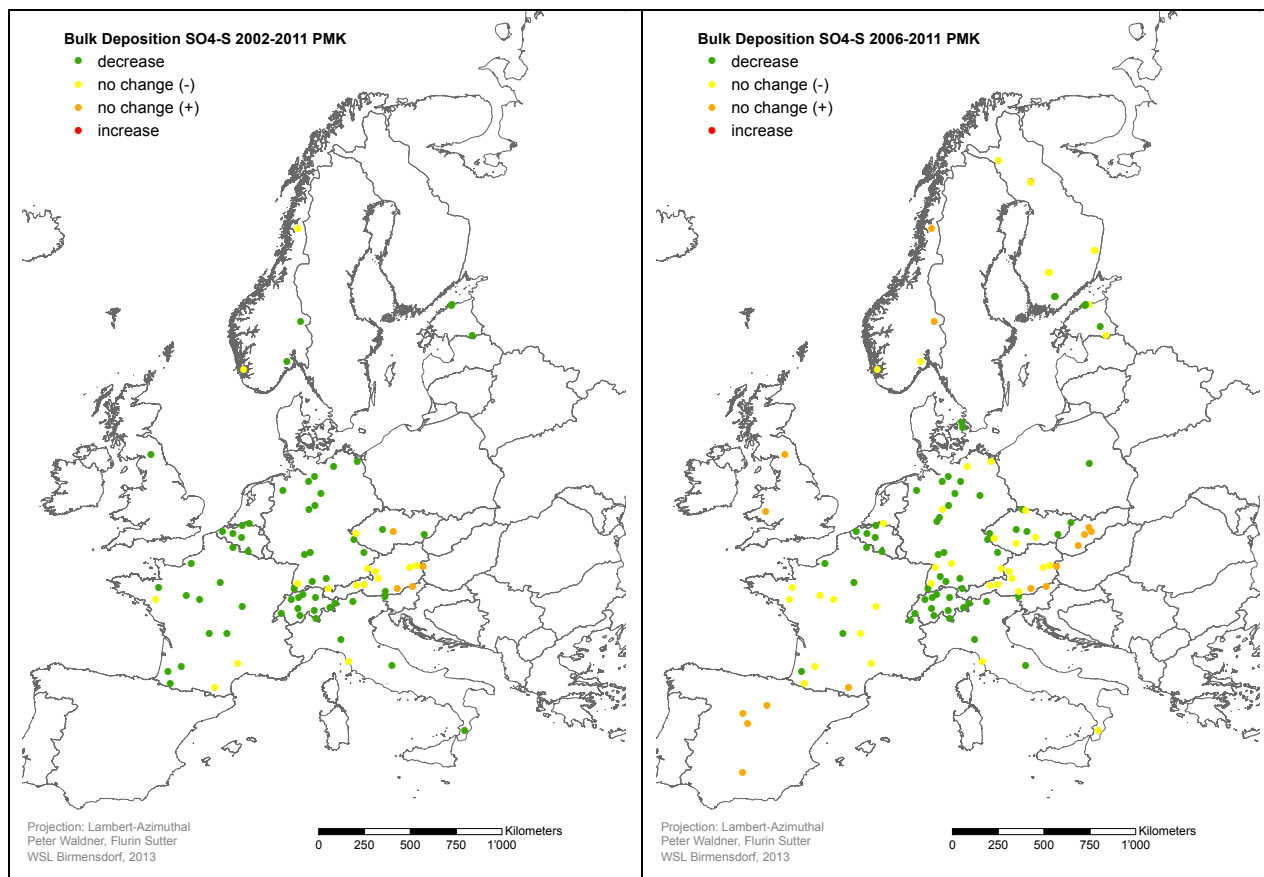 Bulk Deposition SO4-S 2002-2011 PMK
decrease
no change (-)
no change (+)
increase
Projection: Lambert-Azimuthal
Peter Waldner, Flurin Sutter
WSL Birmensdorf, 2013
Kilometers
0 250 500 750 1'000
Bulk Deposition SO4-S 2006-2011 PMK
decrease
no change (-)
no change (+)
increase
Projection: Lambert-Azimuthal
Peter Waldner, Flurin Sutter
WSL Birmensdorf, 2013
Kilometers
0 250 500 750 1'000